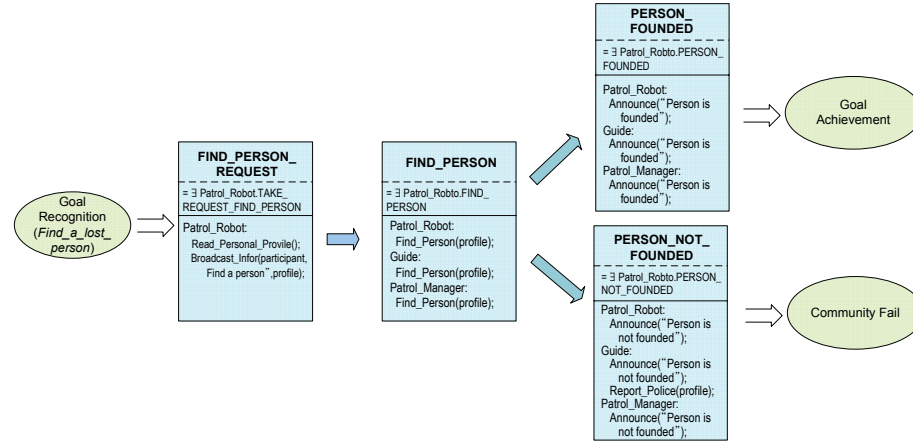 Goal
Recognition
(Find_a_lost_
person)
FIND_PERSON_
REQUEST
= ∃ Patrol_Robot.TAKE_
REQUEST_FIND_PERSON
Patrol_Robot:
Read_Personal_Provile();
Broadcast_Infor(participant,
Find a person”,profile);
FIND_PERSON
= ∃ Patrol_Robto.FIND_
PERSON
Patrol_Robot:
Find_Person(profile);
Guide:
Find_Person(profile);
Patrol_Manager:
Find_Person(profile);
PERSON_
FOUNDED
= ∃ Patrol_Robto.PERSON_
FOUNDED
Patrol_Robot:
Announce(“Person is
founded”);
Guide:
Announce(“Person is
founded”);
Patrol_Manager:
Announce(“Person is
founded”);
Goal
Achievement
PERSON_NOT_
FOUNDED
= ∃ Patrol_Robto.PERSON_
NOT_FOUNDED
Patrol_Robot:
Announce(“Person is
not founded”);
Guide:
Announce(“Person is
not founded”);
Report_Police(profile);
Patrol_Manager:
Announce(“Person is
not founded”);
Community Fail